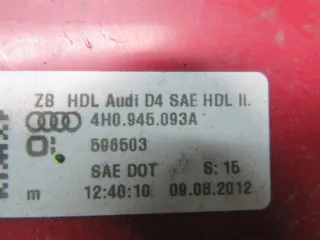 ZB HDL Audi D4 SAE HDL II.
4H0.945.093A
596503
SAE DOT S: 15
m 12:40:10 09.08.2012